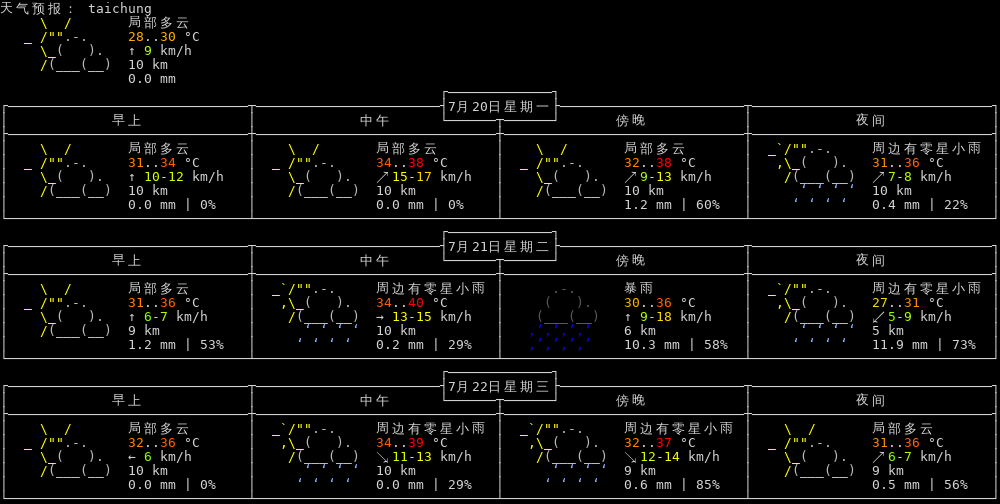 天气预报： taichung
局部多云
28..30 °C
↑ 9 km/h
10 km
0.0 mm
7月20日星期一
早上 中午 傍晚 夜间
局部多云 局部多云 局部多云 周边有零星小雨
31..34 °C 34..38 °C 32..38 °C 31..36 °C
↑ 10-12 km/h ↗ 15-17 km/h ↗ 9-13 km/h ↗ 7-8 km/h
10 km 10 km 10 km 10 km
0.0 mm | 0% 0.0 mm | 0% 1.2 mm | 60% 0.4 mm | 22%
7月21日星期二
早上 中午 傍晚 夜间
局部多云 周边有零星小雨 暴雨 周边有零星小雨
31..36 °C 34..40 °C 30..36 °C 27..31 °C
↑ 6-7 km/h → 13-15 km/h ↑ 9-18 km/h ↙ 5-9 km/h
9 km 10 km 6 km 5 km
1.2 mm | 53% 0.2 mm | 29% 10.3 mm | 58% 11.9 mm | 73%
7月22日星期三
早上 中午 傍晚 夜间
局部多云 周边有零星小雨 周边有零星小雨 局部多云
32..36 °C 34..39 °C 32..37 °C 31..36 °C
← 6 km/h ↘ 11-13 km/h ↘ 12-14 km/h ↗ 6-7 km/h
10 km 10 km 9 km 9 km
0.0 mm | 0% 0.0 mm | 29% 0.6 mm | 85% 0.5 mm | 56%